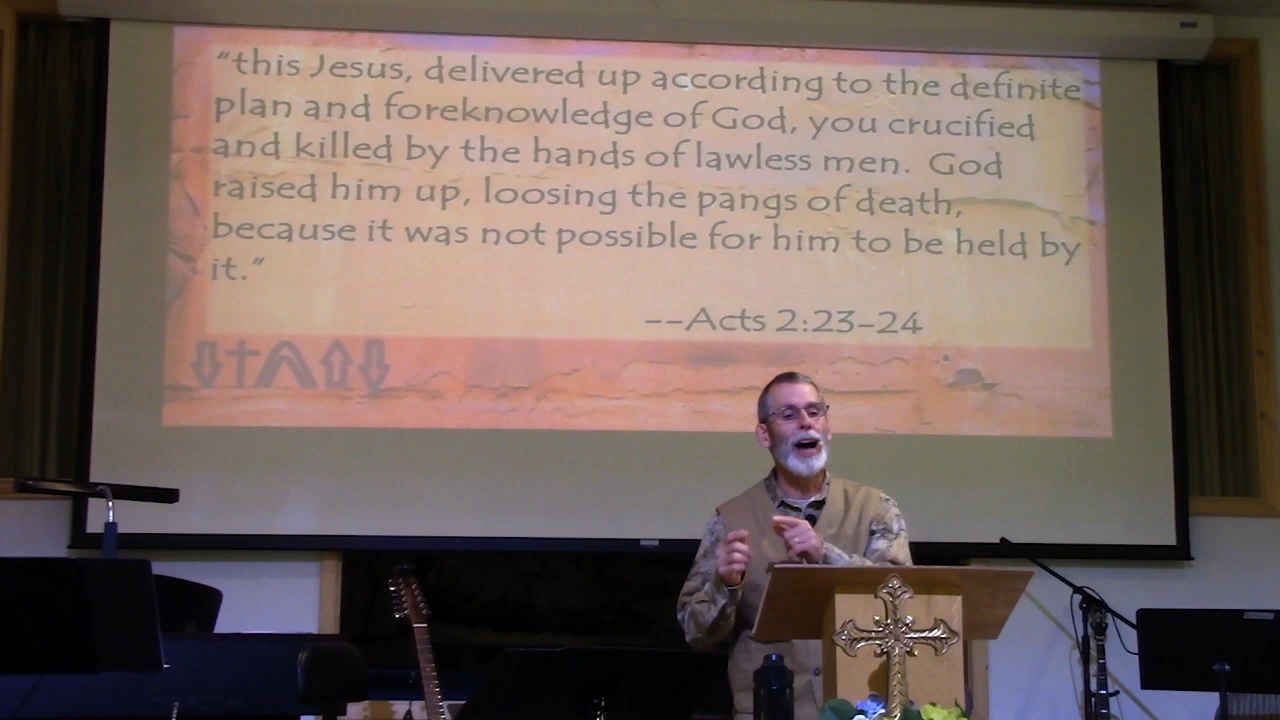 "this Jesus, delivered up according to the definite
plan and foreknowledge of God, you crucified
and killed by the hands of lawless men.  God
raised him up, loosing the pangs of death,
because it was not possible for him to be held by
it."
--Acts 2:23-24